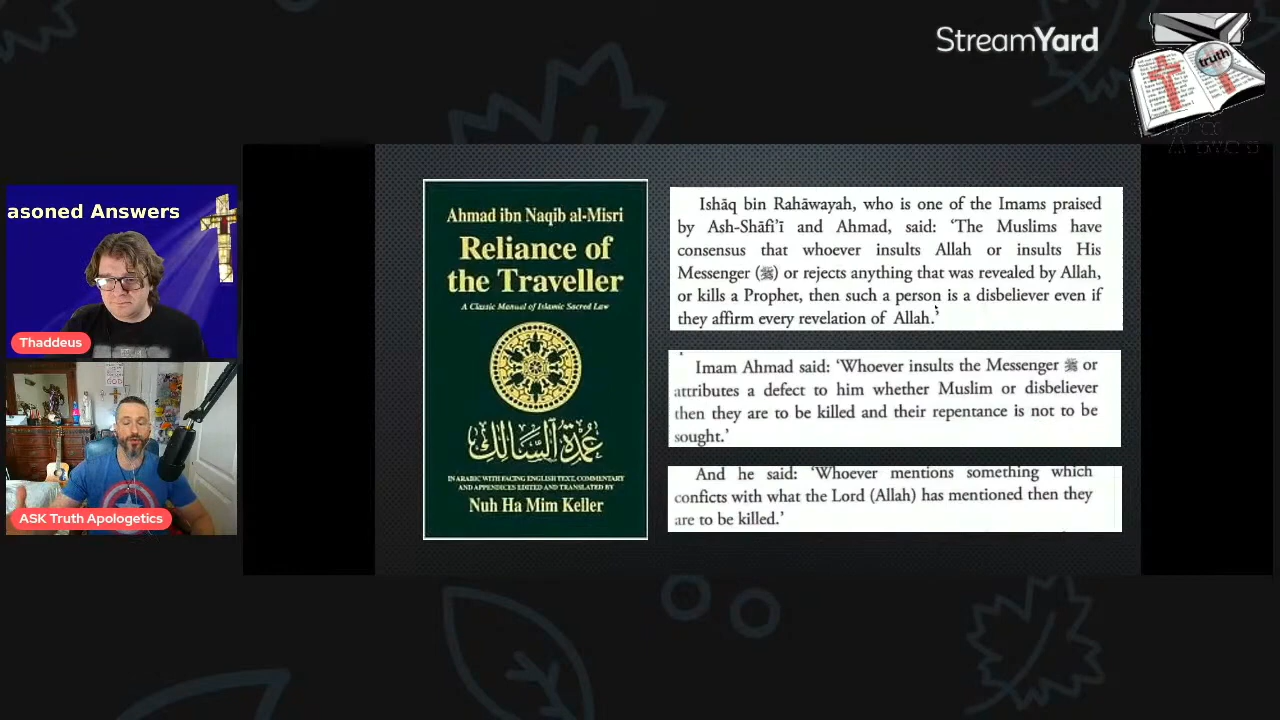 StreamYard
truth
asoned Answers
Thaddeus
ASK Truth Apologetics
Ahmad ibn Naqib al-Misri
Reliance of
the Traveller
A Classic Manual of Islamic Sacred Law
عُمْدَةُ السَّالِك
IN ARABIC WITH FACING ENGLISH TEXT, COMMENTARY
AND APPENDICES EDITED AND TRANSLATED BY
Nuh Ha Mim Keller
Ishāq bin Rahāwayah, who is one of the Imams praised
by Ash-Shāfi'ī and Ahmad, said: 'The Muslims have
consensus that whoever insults Allah or insults His
Messenger (ﷺ) or rejects anything that was revealed by Allah,
or kills a Prophet, then such a person is a disbeliever even if
they affirm every revelation of Allah.'
Imam Ahmad said: 'Whoever insults the Messenger ﷺ or
attributes a defect to him whether Muslim or disbeliever
then they are to be killed and their repentance is not to be
sought.'
And he said: 'Whoever mentions something which
conficts with what the Lord (Allah) has mentioned then they
are to be killed.'